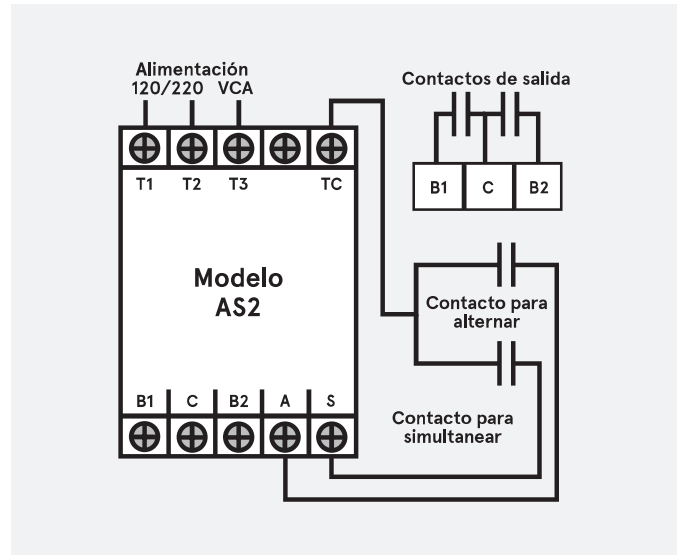 Alimentación
120/220 VCA
T1 T2 T3 TC
Modelo
AS2
B1 C B2 A S
Contactos de salida
B1 C B2
Contacto para
alternar
Contacto para
simultanear